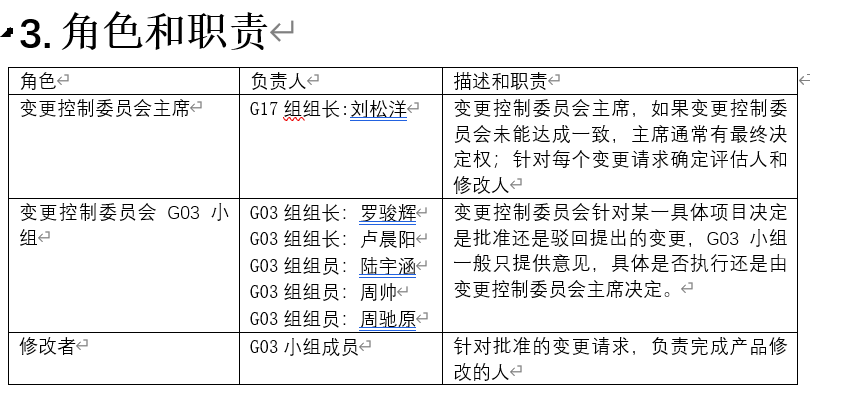 3. 角色和职责
角色
负责人
描述和职责
变更控制委员会主席
G17 组组长:刘松洋
变更控制委员会主席，如果变更控制委
员会未能达成一致，主席通常有最终决
定权；针对每个变更请求确定评估人和
修改人
变更控制委员会 G03 小
组
G03 组组长：罗骏辉
G03 组组长：卢晨阳
G03 组组员：陆宇涵
G03 组组员：周帅
G03 组组员：周驰原
变更控制委员会针对某一具体项目决定
是批准还是驳回提出的变更，G03 小组
一般只提供意见，具体是否执行还是由
变更控制委员会主席决定。
修改者
G03 小组成员
针对批准的变更请求，负责完成产品修
改的人